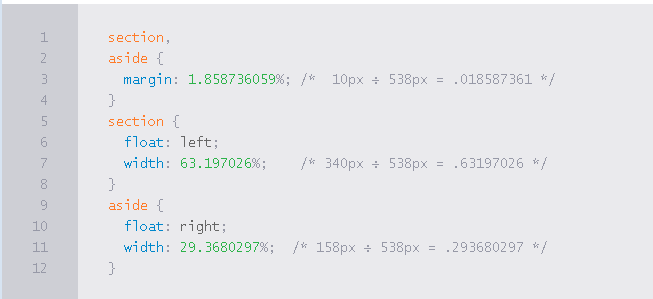 1 section,
2 aside {
3 margin: 1.858736059%; /*  10px ÷ 538px = .018587361 */
4 }
5 section {
6 float: left;
7 width: 63.197026%;    /* 340px ÷ 538px = .63197026 */
8 }
9 aside {
10 float: right;
11 width: 29.3680297%;  /* 158px ÷ 538px = .293680297 */
12 }